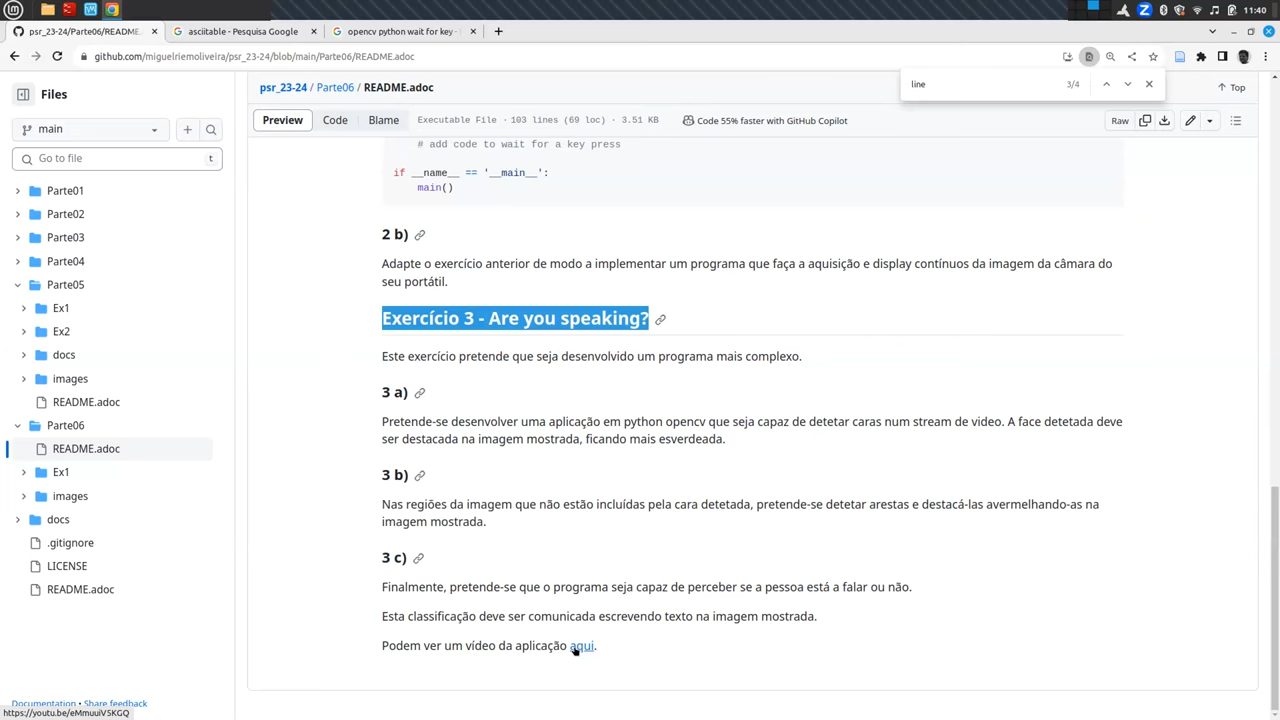 11:40
psr_23-24/Parte06/README.
asciitable - Pesquisa Google
opencv python wait for key -
github.com/miguelriemoliveira/psr_23-24/blob/main/Parte06/README.adoc
line
3/4
Files
psr_23-24 / Parte06 / README.adoc
Top
main
Preview
Code
Blame
Executable File · 103 lines (69 loc) · 3.51 KB
Code 55% faster with GitHub Copilot
Raw
Go to file
t
Parte01
Parte02
Parte03
Parte04
Parte05
Ex1
Ex2
docs
images
README.adoc
Parte06
README.adoc
Ex1
images
docs
.gitignore
LICENSE
README.adoc
Documentation • Share feedback
https://youtu.be/eMmuuiVSKGQ
# add code to wait for a key press
if __name__ == '__main__':
main()
2 b)
Adapte o exercício anterior de modo a implementar um programa que faça a aquisição e display contínuos da imagem da câmara do
seu portátil.
Exercício 3 - Are you speaking?
Este exercício pretende que seja desenvolvido um programa mais complexo.
3 a)
Pretende-se desenvolver uma aplicação em python opencv que seja capaz de detetar caras num stream de video. A face detetada deve
ser destacada na imagem mostrada, ficando mais esverdeada.
3 b)
Nas regiões da imagem que não estão incluídas pela cara detetada, pretende-se detetar arestas e destacá-las avermelhando-as na
imagem mostrada.
3 c)
Finalmente, pretende-se que o programa seja capaz de perceber se a pessoa está a falar ou não.
Esta classificação deve ser comunicada escrevendo texto na imagem mostrada.
Podem ver um vídeo da aplicação aqui.